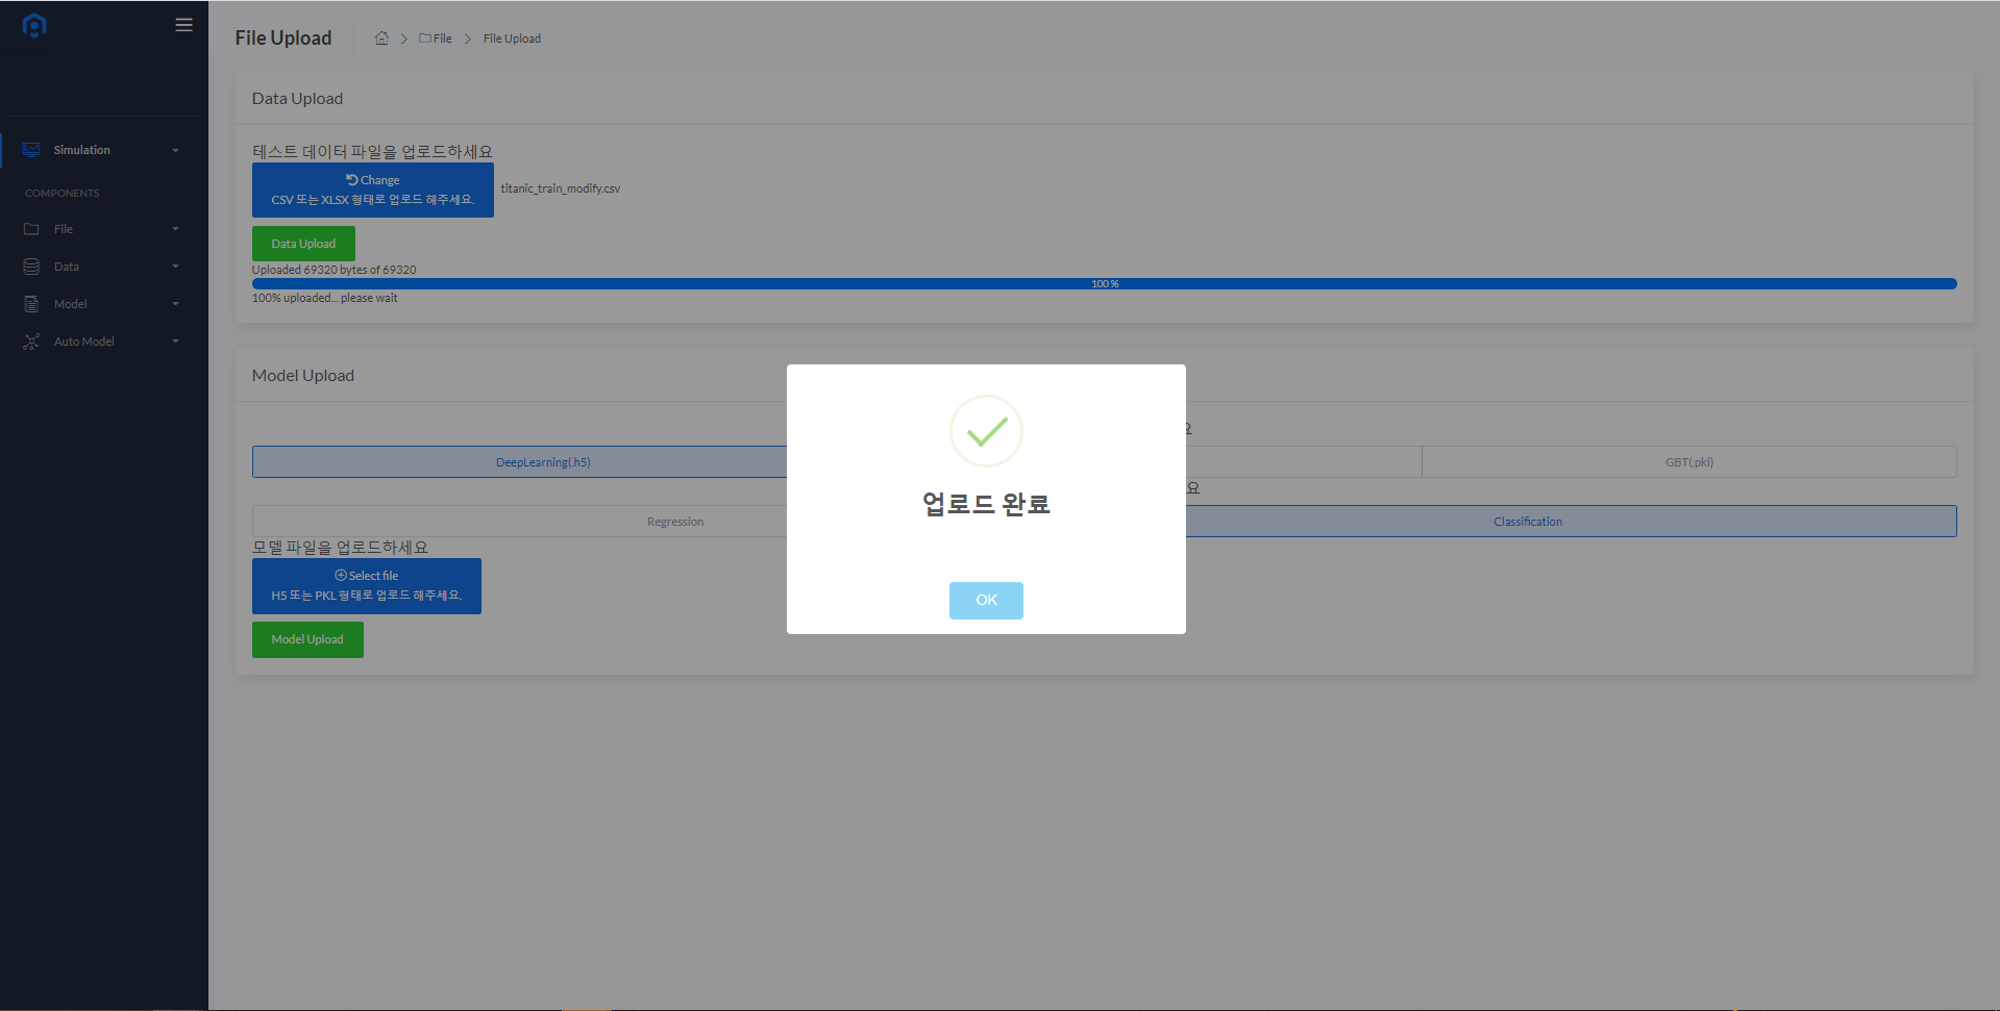 File Upload
File
File Upload
Data Upload
Simulation
테스트 데이터 파일을 업로드하세요
Change
CSV 또는 XLSX 형태로 업로드 해주세요.
titanic_train_modify.csv
COMPONENTS
File
Data Upload
Data
Uploaded 69320 bytes of 69320
100%
100% uploaded... please wait
Model
Auto Model
Model Upload
요
DeepLearning(.h5)
GBT(.pkl)
요
Regression
Classification
모델 파일을 업로드하세요
Select file
H5 또는 PKL 형태로 업로드 해주세요.
Model Upload
업로드 완료
OK